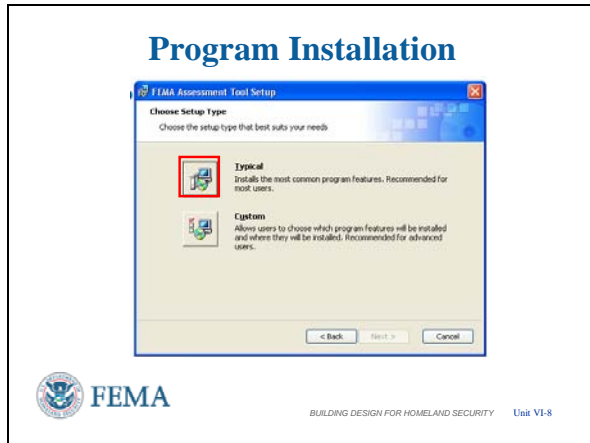 Program Installation
FEMA Assessment Tool Setup
Choose Setup Type
Choose the setup type that best suits your needs
Typical
Installs the most common program features. Recommended for
most users.
Custom
Allows users to choose which program features will be installed
and where they will be installed. Recommended for advanced
users.
< Back
Next >
Cancel
FEMA
BUILDING DESIGN FOR HOMELAND SECURITY
Unit VI-8